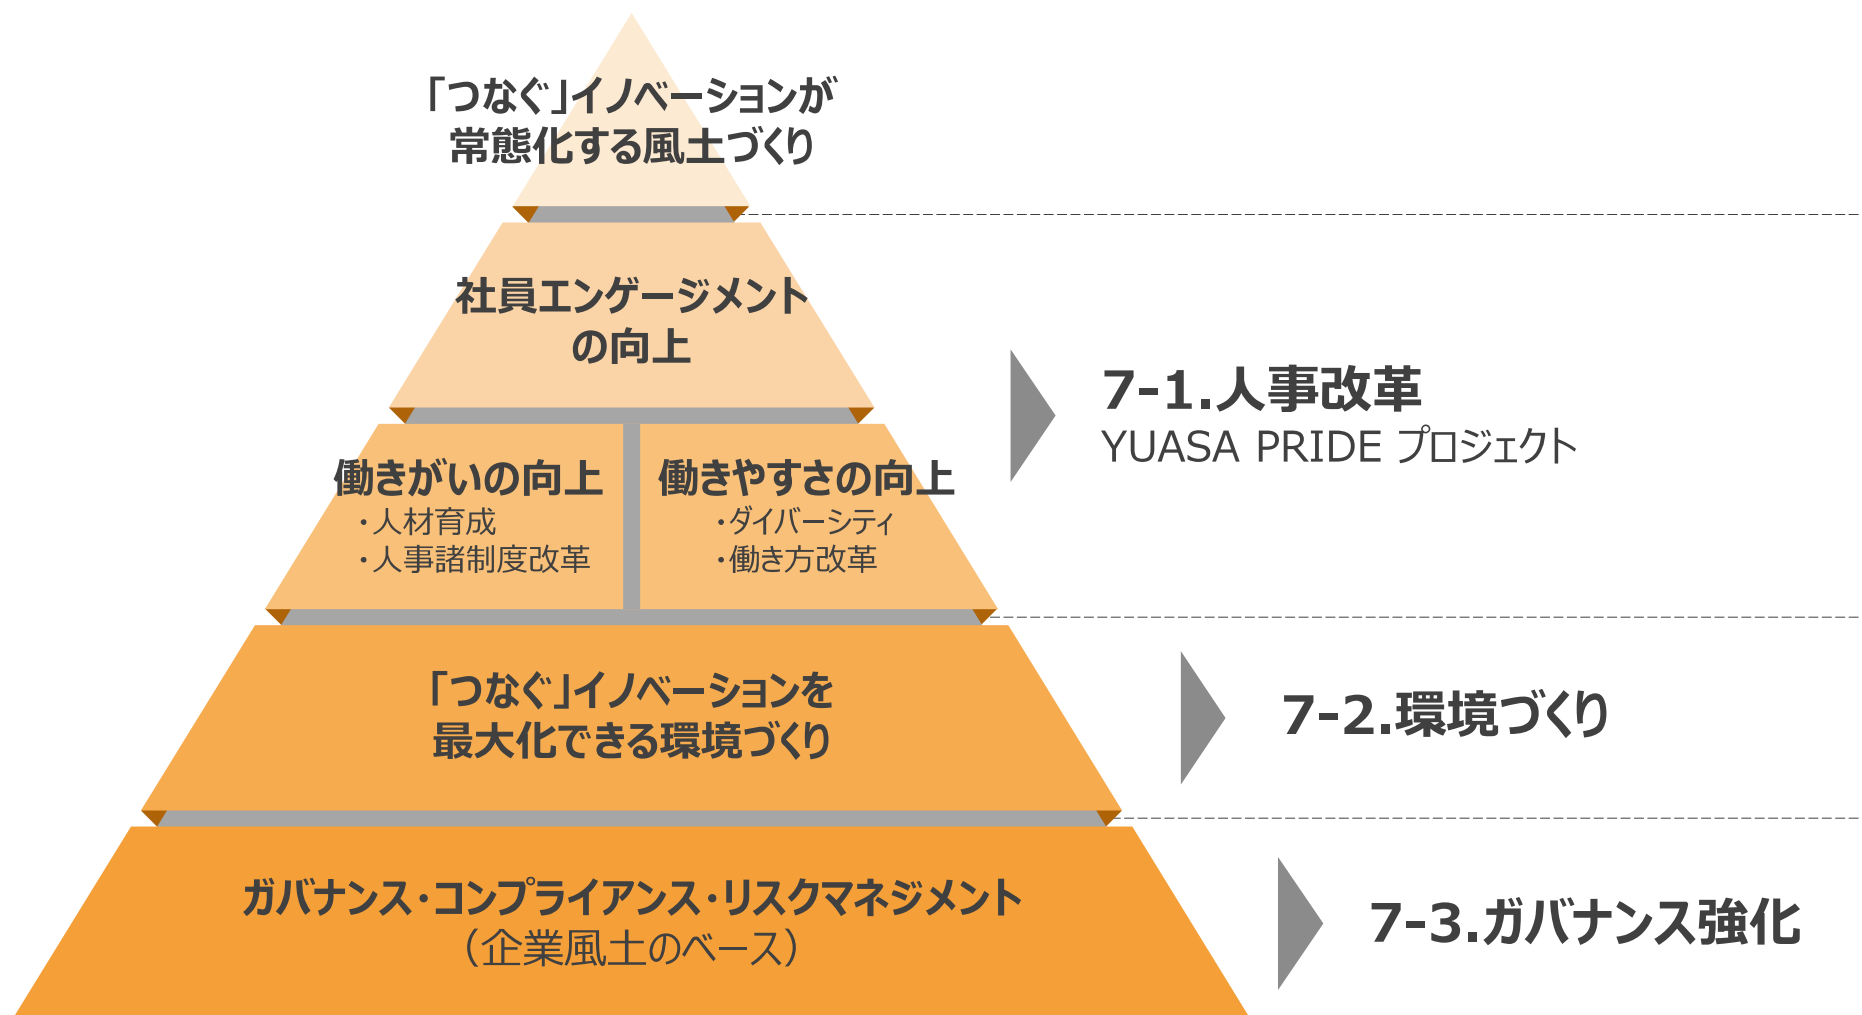 「つなぐ」イノベーションが
常態化する風土づくり
社員エンゲージメント
の向上
7-1.人事改革
YUASA PRIDE プロジェクト
働きがいの向上
・人材育成
・人事諸制度改革
働きやすさの向上
・ダイバーシティ
・働き方改革
「つなぐ」イノベーションを
最大化できる環境づくり
7-2.環境づくり
ガバナンス・コンプライアンス・リスクマネジメント
（企業風土のベース）
7-3.ガバナンス強化